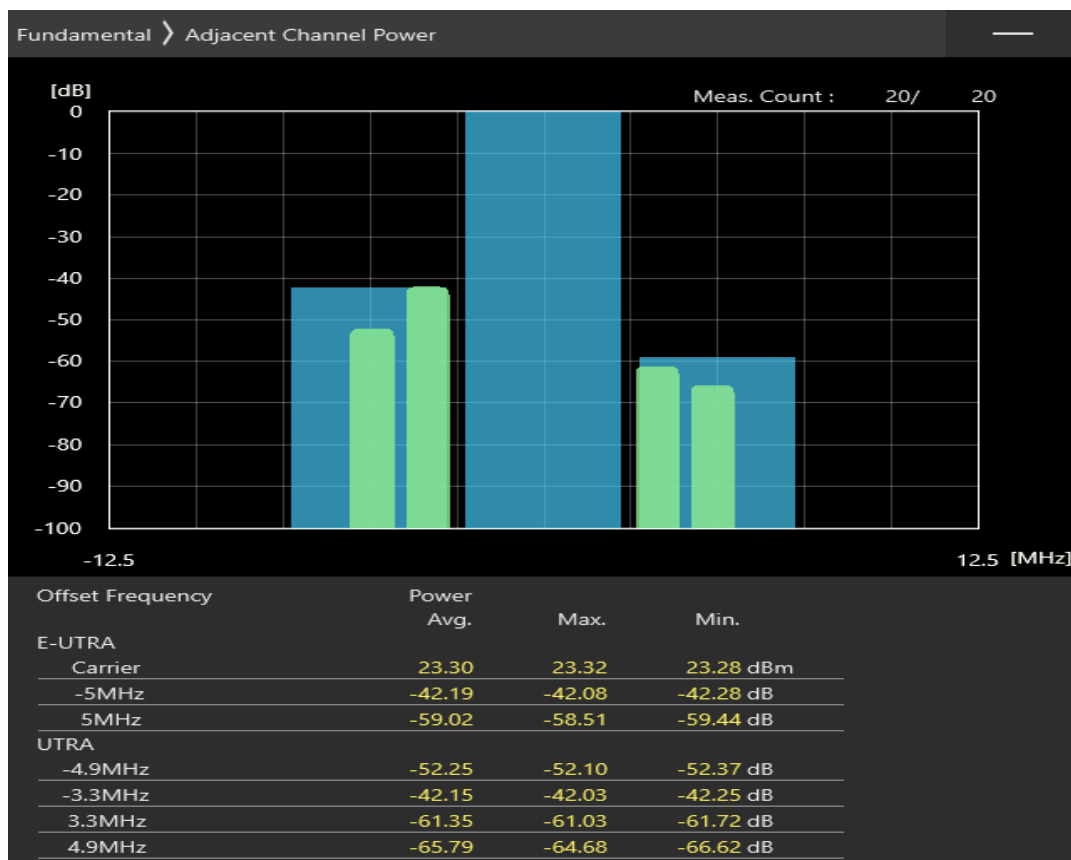 Fundamental 〉 Adjacent Channel Power
[dB]
Meas. Count : 20/ 20
0
-10
-20
-30
-40
-50
-60
-70
-80
-90
-100
-12.5 12.5 [MHz]
Offset Frequency Power
Avg. Max. Min.
E-UTRA
Carrier 23.30 23.32 23.28 dBm
-5MHz -42.19 -42.08 -42.28 dB
5MHz -59.02 -58.51 -59.44 dB
UTRA
-4.9MHz -52.25 -52.10 -52.37 dB
-3.3MHz -42.15 -42.03 -42.25 dB
3.3MHz -61.35 -61.03 -61.72 dB
4.9MHz -65.79 -64.68 -66.62 dB